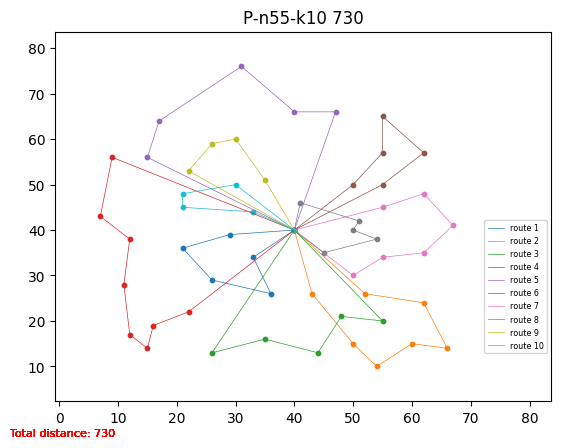 P-n55-k10 730
80
70
60
50
40
30
20
10
0 10 20 30 40 50 60 70 80
route 1
route 2
route 3
route 4
route 5
route 6
route 7
route 8
route 9
route 10
Total distance: 730